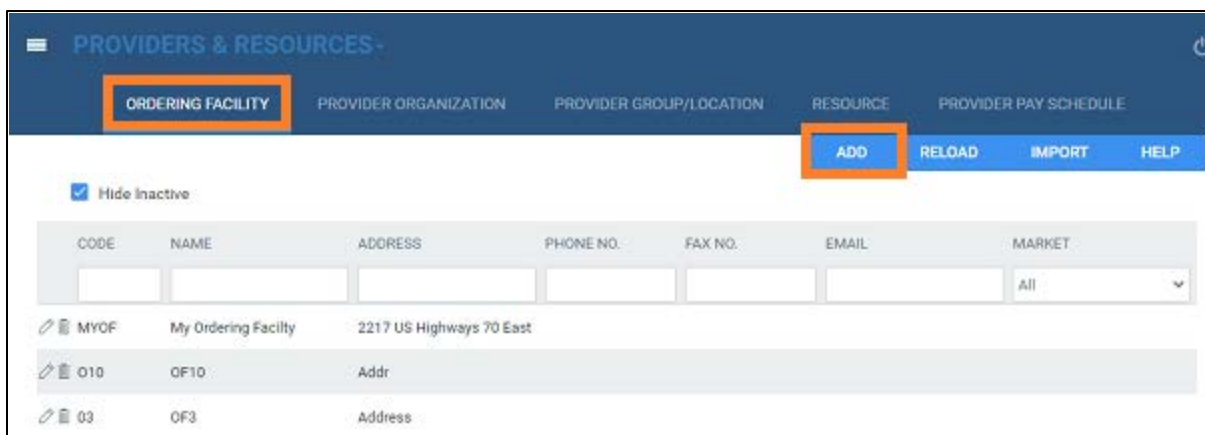 PROVIDERS & RESOURCES
ORDERING FACILITY PROVIDER ORGANIZATION PROVIDER GROUP/LOCATION RESOURCE PROVIDER PAY SCHEDULE
ADD RELOAD IMPORT HELP
Hide Inactive
CODE NAME ADDRESS PHONE NO. FAX NO. EMAIL MARKET
All
MYOF My Ordering Facilty 2217 US Highways 70 East
O10 OF10 Addr
03 OF3 Address